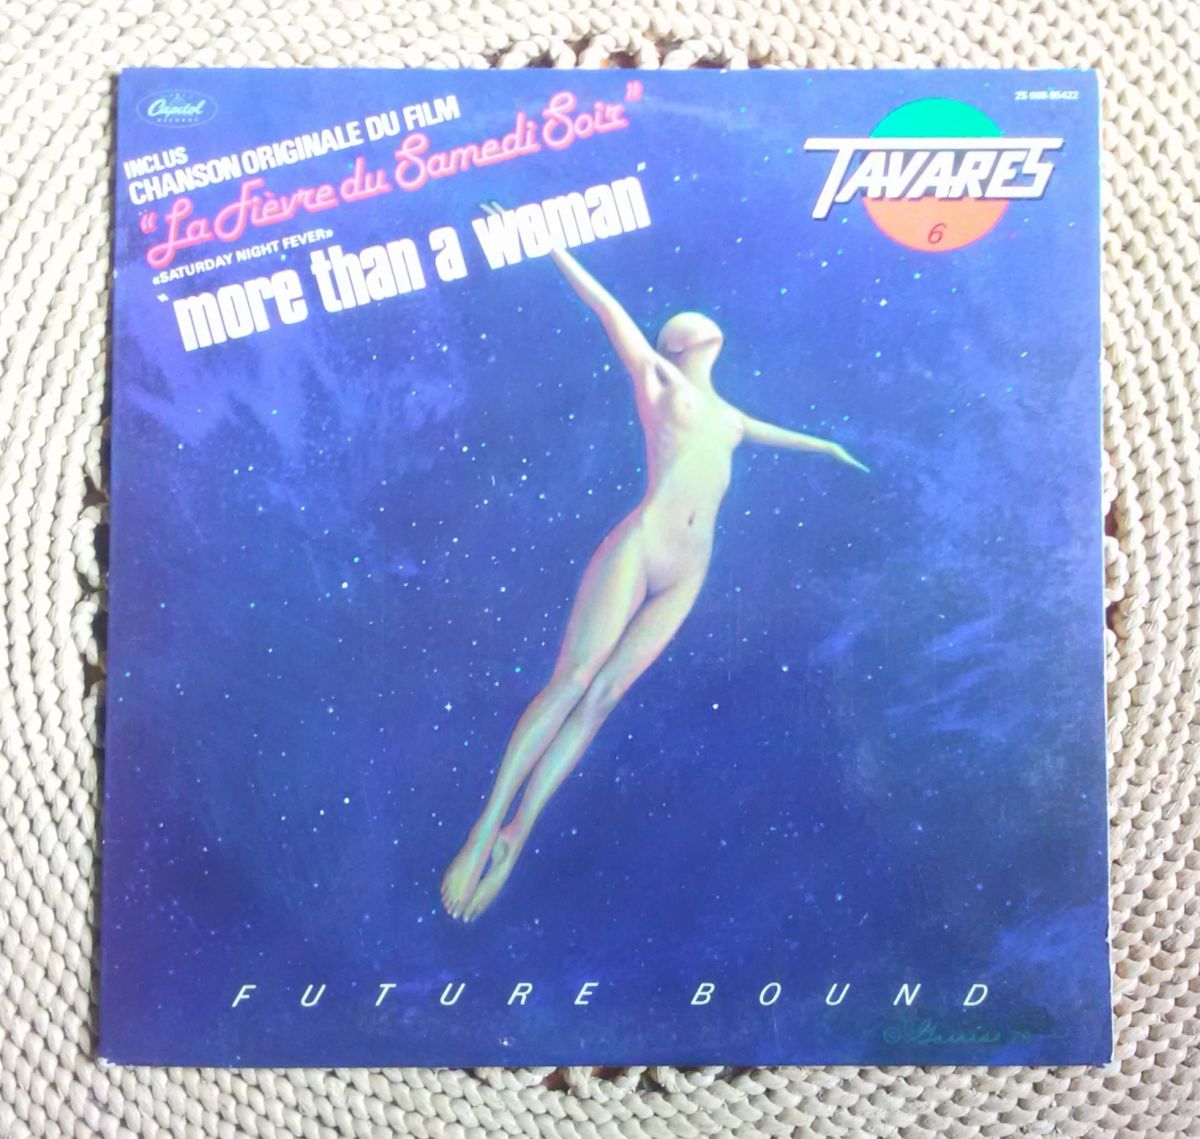 Capitol
RECORDS
INCLUS
CHANSON ORIGINALE DU FILM
"La Fièvre du Samedi Soir"
«SATURDAY NIGHT FEVER»
"more than a woman"
TAVARES
6
FUTURE BOUND